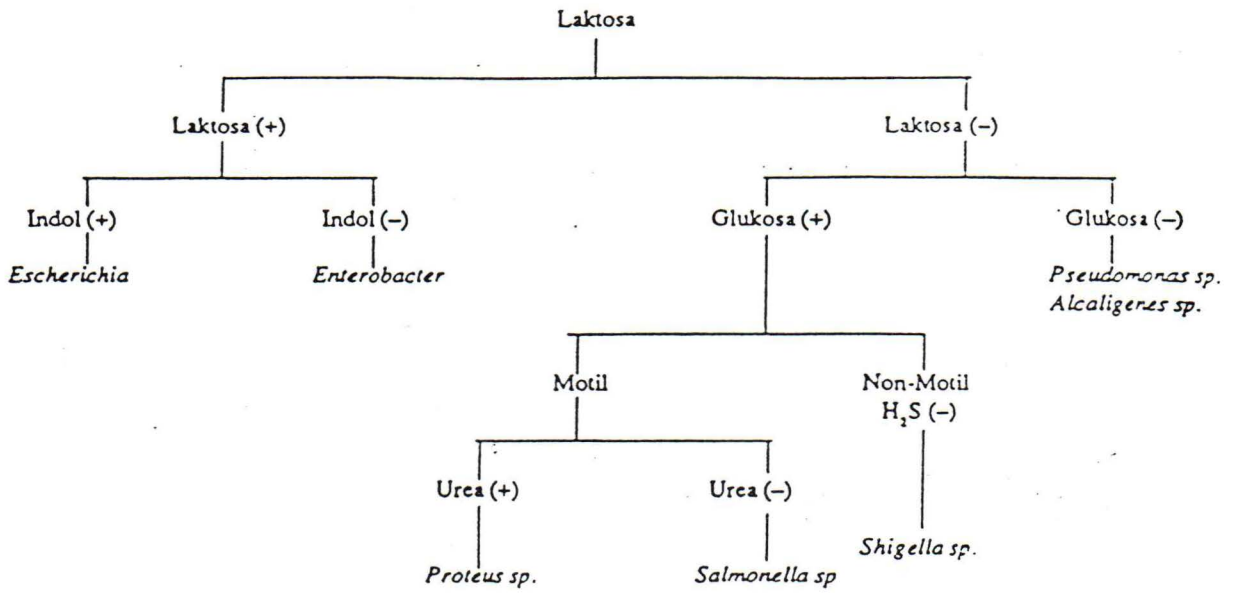 Laktosa
Laktosa (+)
Laktosa (–)
Indol (+)
Indol (–)
Glukosa (+)
Glukosa (–)
Escherichia
Enterobacter
Pseudomonas sp.
Alcaligenes sp.
Motil
Non-Motil
H₂S (–)
Urea (+)
Urea (–)
Proteus sp.
Salmonella sp
Shigella sp.